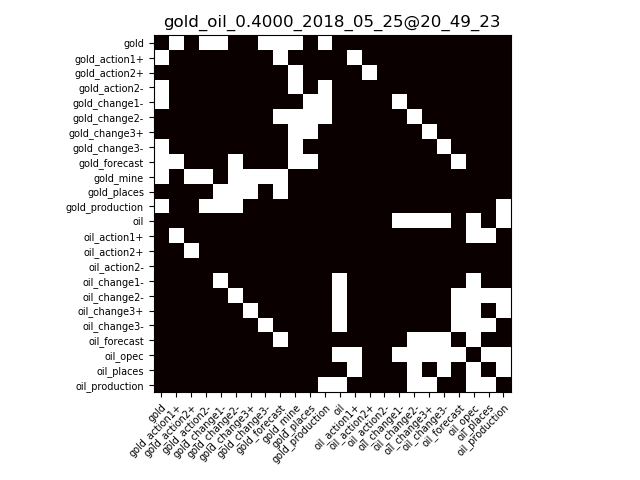 gold_oil_0.4000_2018_05_25@20_49_23
gold
gold_action1+
gold_action2+
gold_action2-
gold_change1-
gold_change2-
gold_change3+
gold_change3-
gold_forecast
gold_mine
gold_places
gold_production
oil
oil_action1+
oil_action2+
oil_action2-
oil_change1-
oil_change2-
oil_change3+
oil_change3-
oil_forecast
oil_opec
oil_places
oil_production
gold
gold_action1+
gold_action2+
gold_action2-
gold_change1-
gold_change2-
gold_change3+
gold_change3-
gold_forecast
gold_mine
gold_places
gold_production
oil
oil_action1+
oil_action2+
oil_action2-
oil_change1-
oil_change2-
oil_change3+
oil_change3-
oil_forecast
oil_opec
oil_places
oil_production